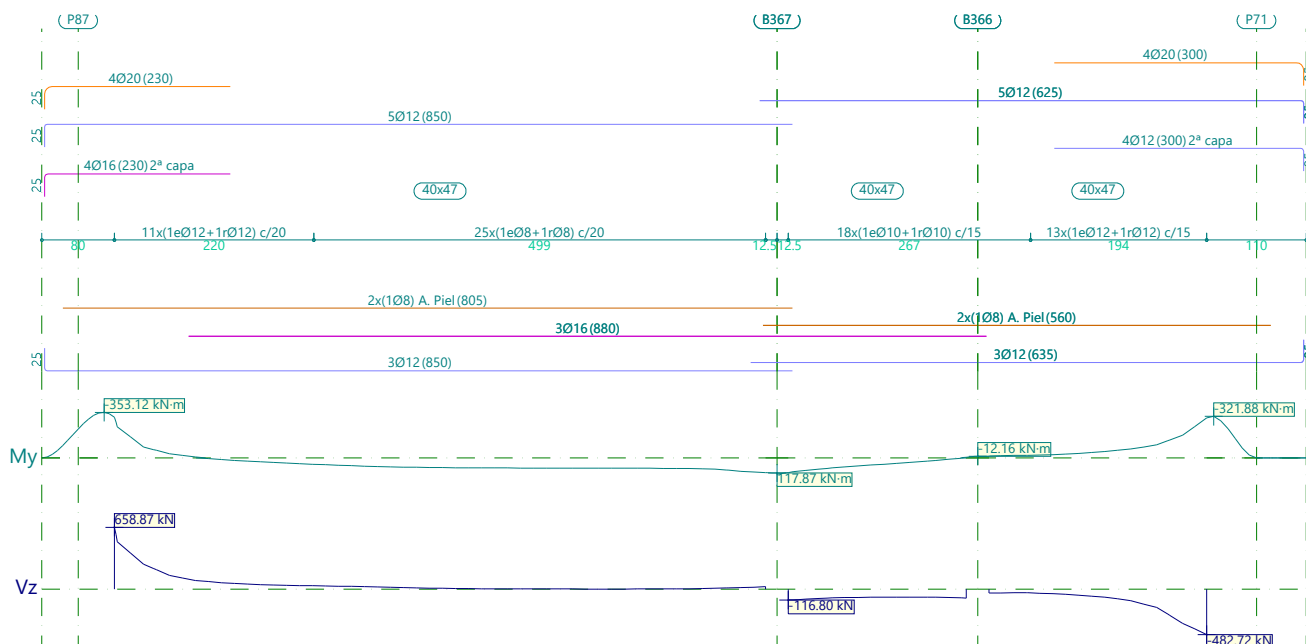 P87
B367
B366
P71
4Ø20 (300)
4Ø20 (230)
25
5Ø12 (625)
5Ø12 (850)
25
4Ø12 (300) 2ª capa
4Ø16 (230) 2ª capa
25
40x47
40x47
40x47
11x(1eØ12+1rØ12) c/20
25x(1eØ8+1rØ8) c/20
18x(1eØ10+1rØ10) c/15
13x(1eØ12+1rØ12) c/15
80
220
499
12.5
12.5
267
194
110
2x(1Ø8) A. Piel (805)
2x(1Ø8) A. Piel (560)
3Ø16 (880)
25
3Ø12 (850)
3Ø12 (635)
-353.12 kN·m
-321.88 kN·m
My
-12.16 kN·m
117.87 kN·m
658.87 kN
Vz
-116.80 kN
-482.72 kN